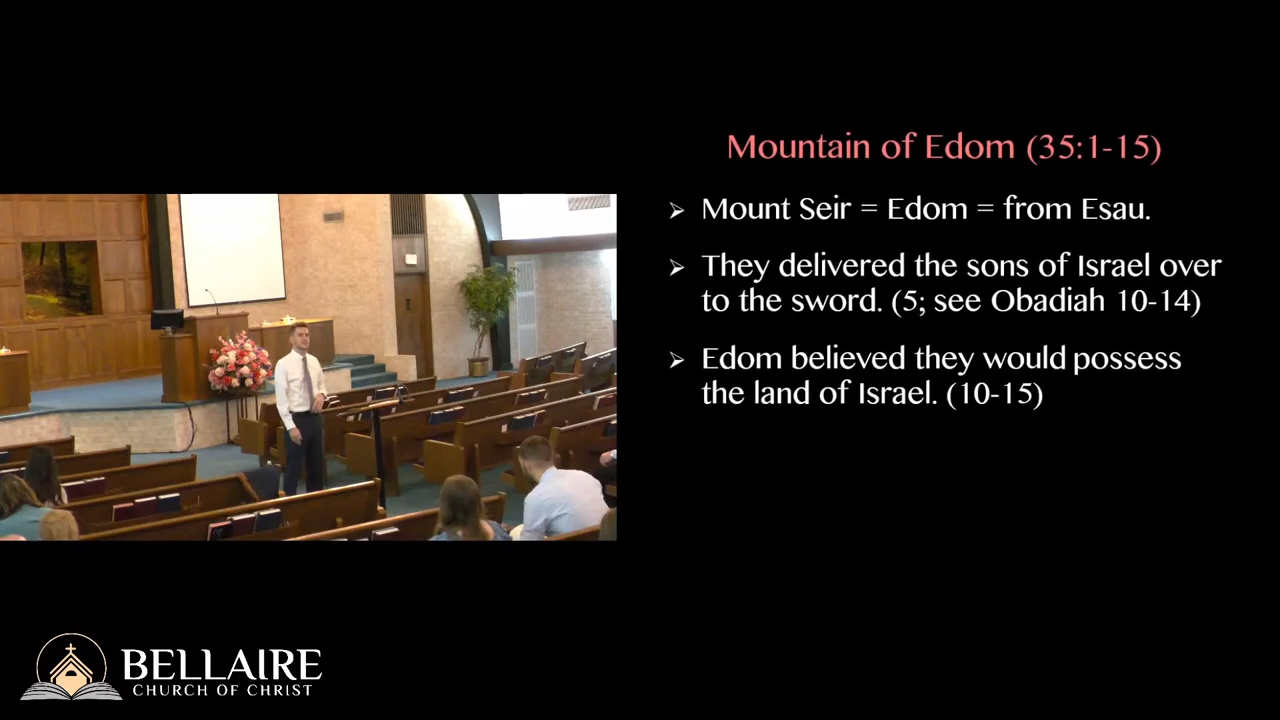 Mountain of Edom (35:1-15)
➢ Mount Seir = Edom = from Esau.
➢ They delivered the sons of Israel over
to the sword. (5; see Obadiah 10-14)
➢ Edom believed they would possess
the land of Israel. (10-15)
BELLAIRE
CHURCH OF CHRIST